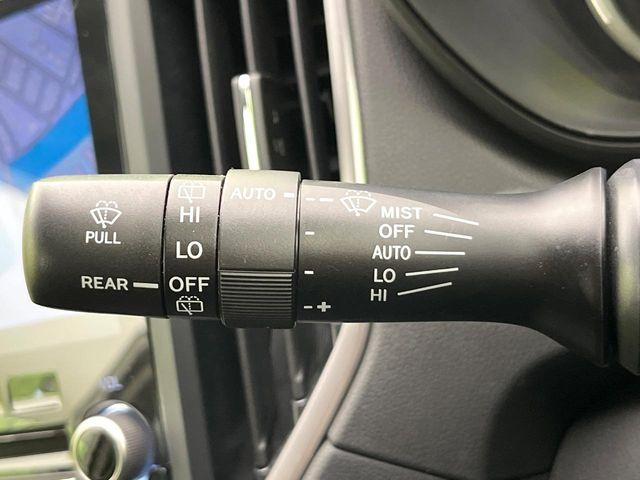 PULL
REAR
HI
LO
OFF
AUTO
- +
MIST
OFF
AUTO
LO
HI